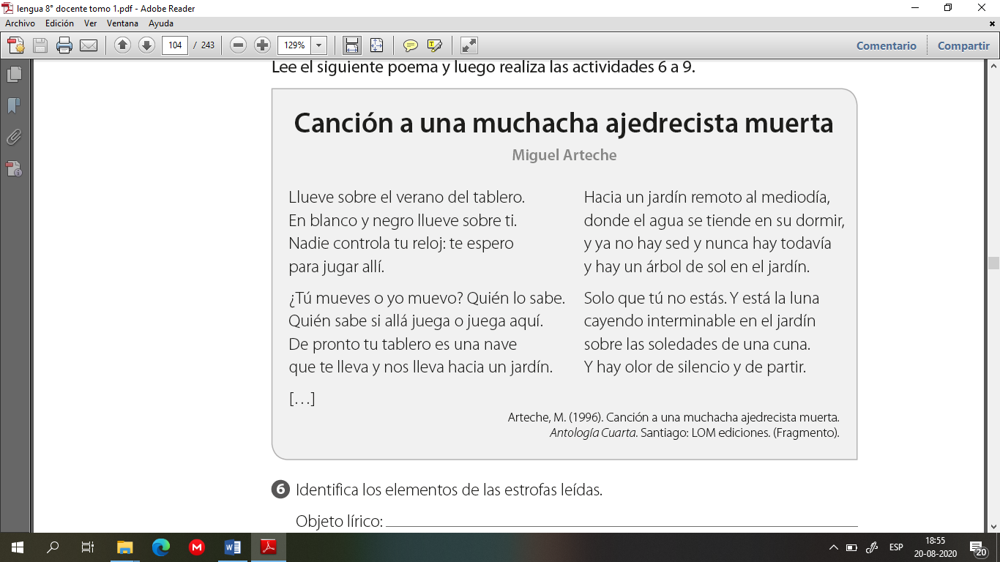 lengua 8° docente tomo 1.pdf - Adobe Reader
Archivo Edición Ver Ventana Ayuda
104 / 243 129% Comentario Compartir
Lee el siguiente poema y luego realiza las actividades 6 a 9.
Canción a una muchacha ajedrecista muerta
Miguel Arteche
Llueve sobre el verano del tablero.
En blanco y negro llueve sobre ti.
Nadie controla tu reloj: te espero
para jugar allí.
¿Tú mueves o yo muevo? Quién lo sabe.
Quién sabe si allá juega o juega aquí.
De pronto tu tablero es una nave
que te lleva y nos lleva hacia un jardín.
[…]
Hacia un jardín remoto al mediodía,
donde el agua se tiende en su dormir,
y ya no hay sed y nunca hay todavía
y hay un árbol de sol en el jardín.
Solo que tú no estás. Y está la luna
cayendo interminable en el jardín
sobre las soledades de una cuna.
Y hay olor de silencio y de partir.
Arteche, M. (1996). Canción a una muchacha ajedrecista muerta.
Antología Cuarta. Santiago: LOM ediciones. (Fragmento).
6 Identifica los elementos de las estrofas leídas.
Objeto lírico:
ESP
18:55
20-08-2020
20